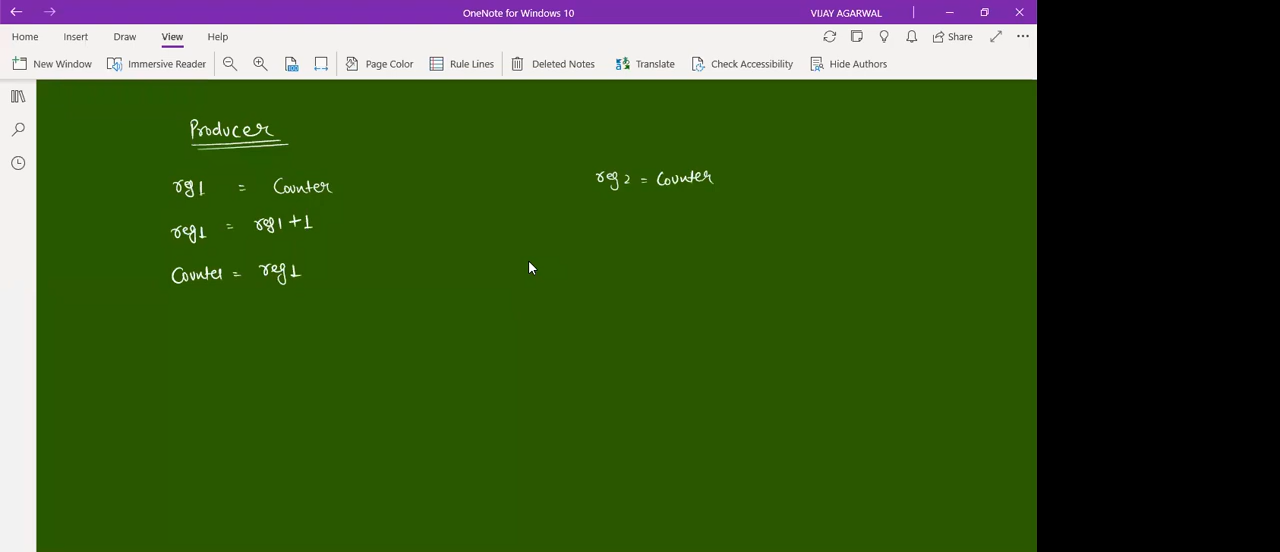 OneNote for Windows 10
VIJAY AGARWAL
Home Insert Draw View Help
Share
New Window Immersive Reader Page Color Rule Lines Deleted Notes Translate Check Accessibility Hide Authors
Producer
reg1 = Counter
reg2 = Counter
reg1 = reg1 + 1
Counter = reg1